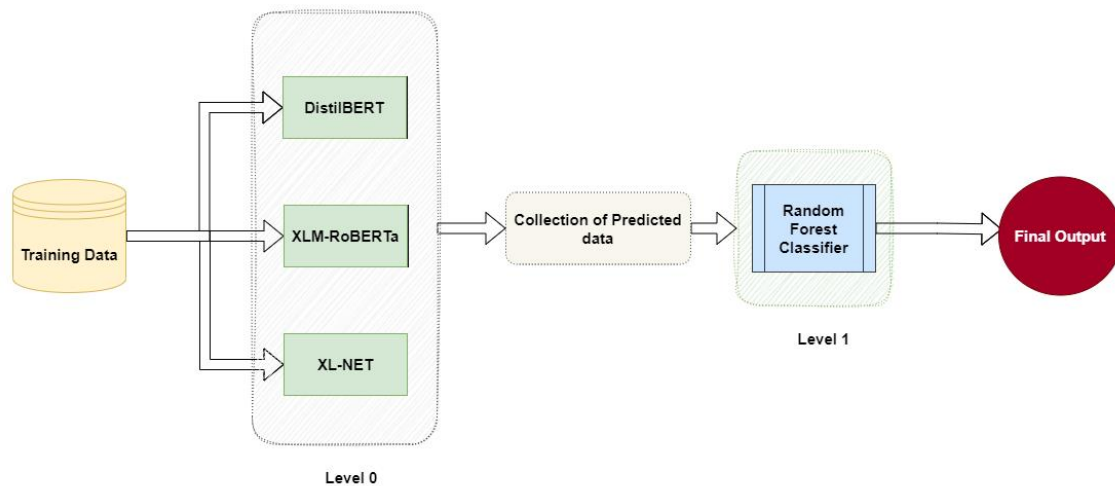 Training Data
DistilBERT
XLM-RoBERTa
XL-NET
Level 0
Collection of Predicted
data
Random
Forest
Classifier
Level 1
Final Output